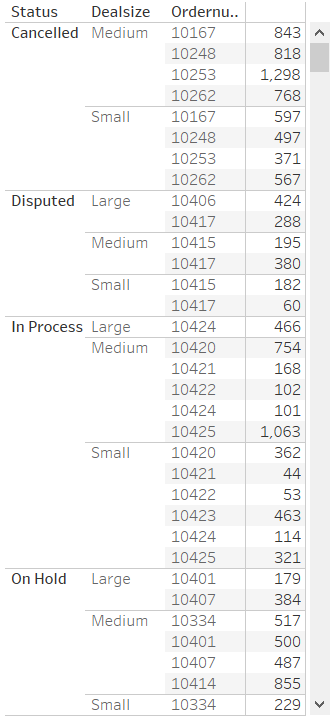 Status Dealsize Ordernu..
Cancelled Medium 10167 843
10248 818
10253 1,298
10262 768
Small 10167 597
10248 497
10253 371
10262 567
Disputed Large 10406 424
10417 288
Medium 10415 195
10417 380
Small 10415 182
10417 60
In Process Large 10424 466
Medium 10420 754
10421 168
10422 102
10424 101
10425 1,063
Small 10420 362
10421 44
10422 53
10423 463
10424 114
10425 321
On Hold Large 10401 179
10407 384
Medium 10334 517
10401 500
10407 487
10414 855
Small 10334 229